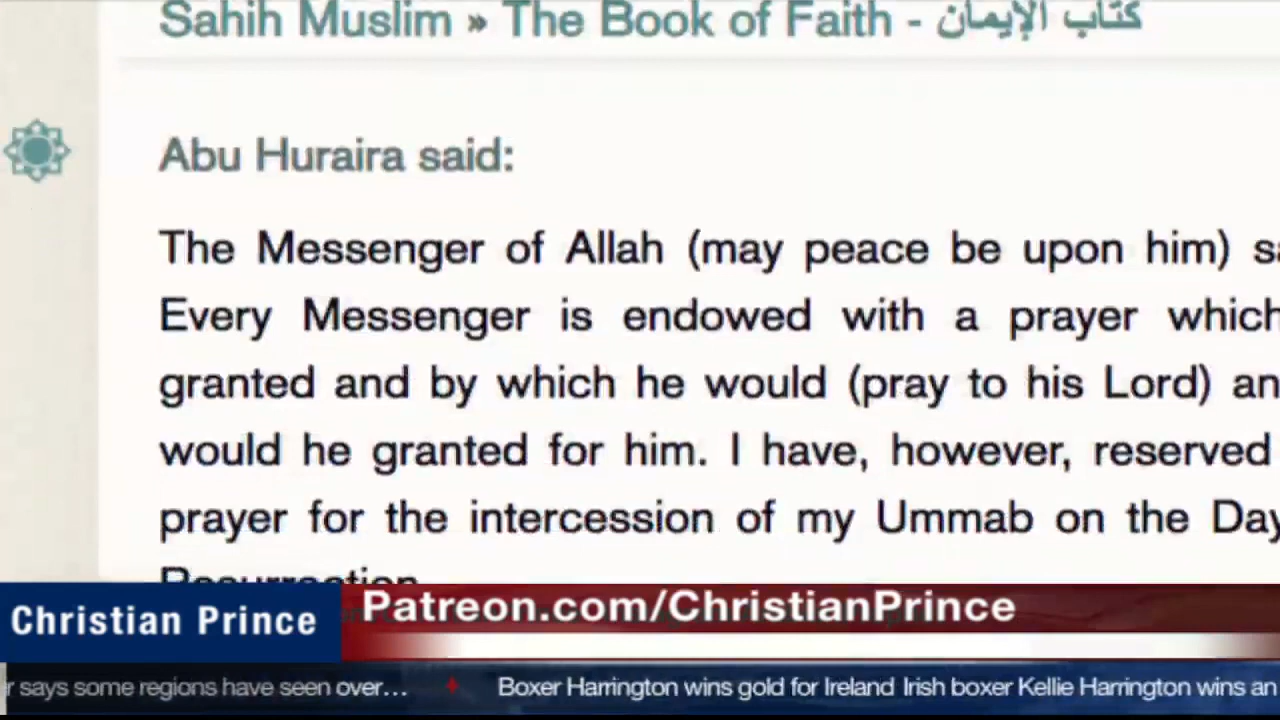 Sahih Muslim » The Book of Faith - كتاب الإيمان
Abu Huraira said:
The Messenger of Allah (may peace be upon him)
Every Messenger is endowed with a prayer which
granted and by which he would (pray to his Lord)
would he granted for him. I have, however, reserved
prayer for the intercession of my Ummab on the Day
Resurrection
Patreon.com/ChristianPrince
Christian Prince
r says some regions have seen over... Boxer Harrington wins gold for Ireland Irish boxer Kellie Harrington wins an